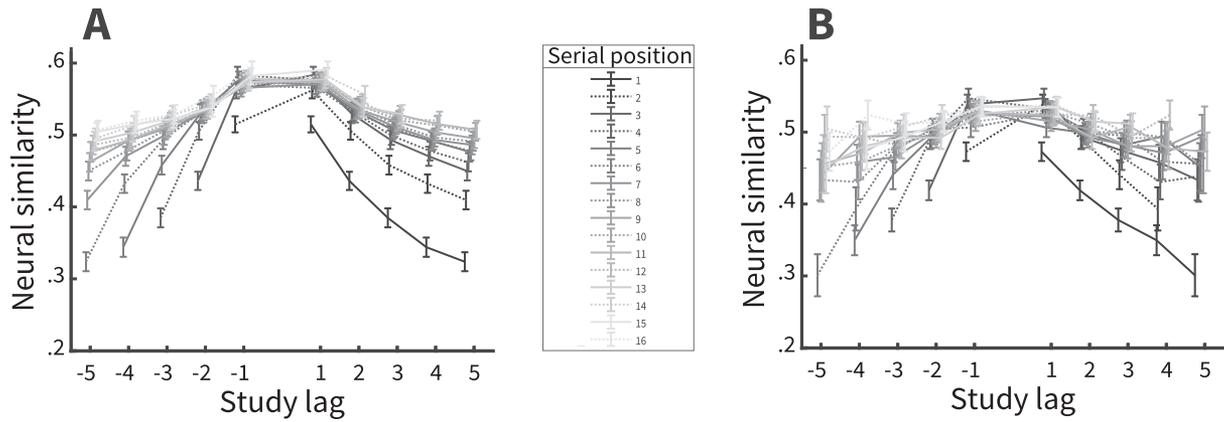 A
Neural similarity
.6
.5
.4
.3
.2
-5 -4 -3 -2 -1 1 2 3 4 5
Study lag
Serial position
1
2
3
4
5
6
7
8
9
10
11
12
13
14
15
16
B
Neural similarity
.6
.5
.4
.3
.2
-5 -4 -3 -2 -1 1 2 3 4 5
Study lag